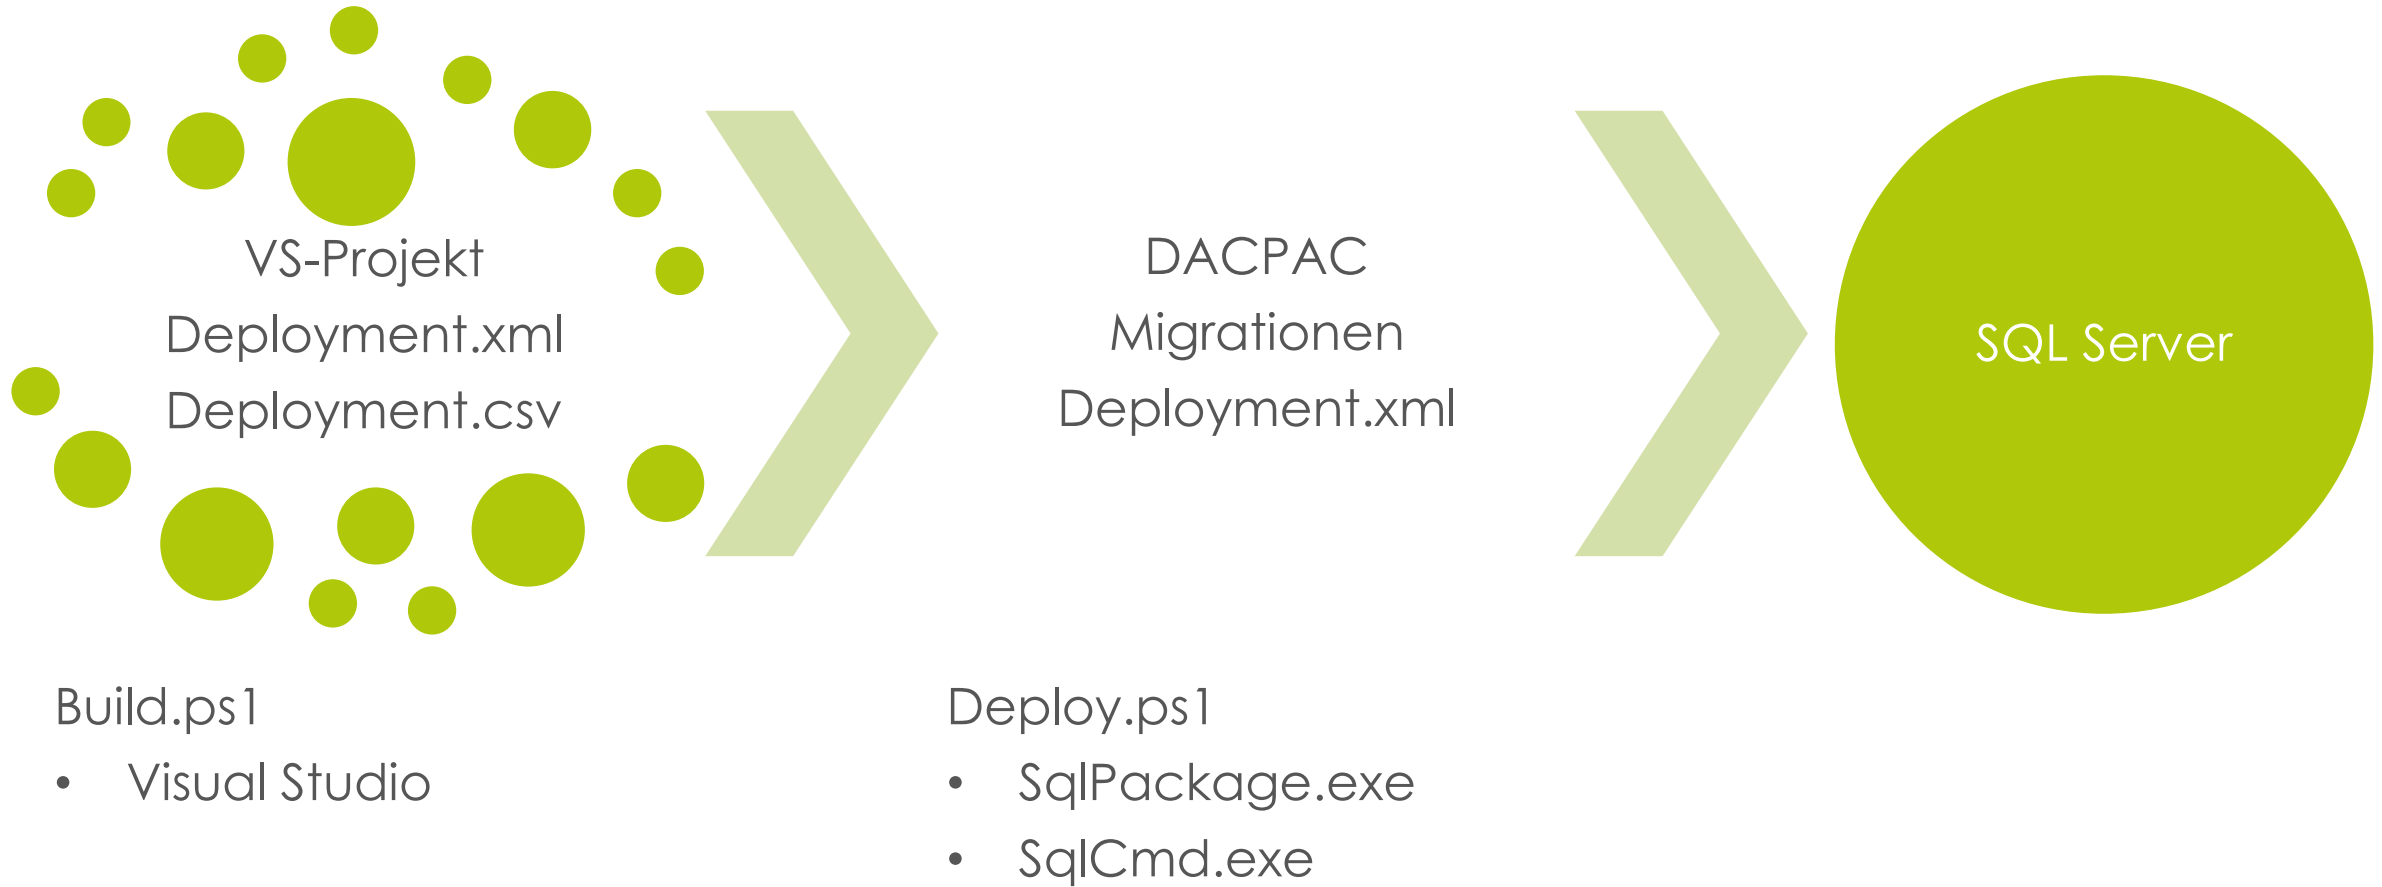 VS-Projekt
Deployment.xml
Deployment.csv
DACPAC
Migrationen
Deployment.xml
SQL Server
Build.ps1
• Visual Studio
Deploy.ps1
• SqlPackage.exe
• SqlCmd.exe